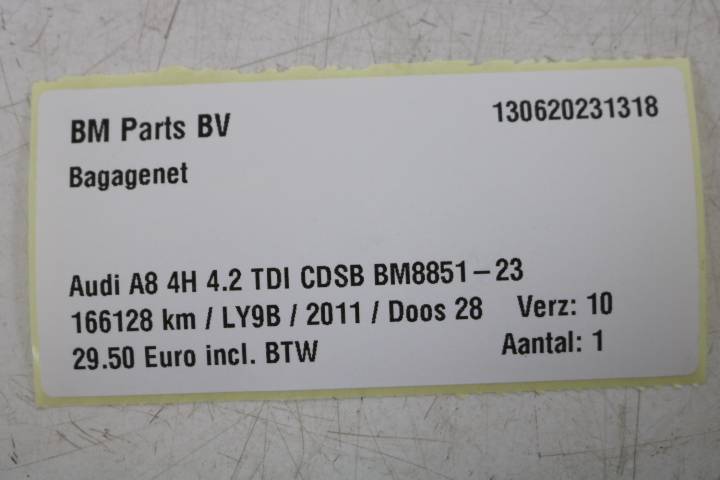 BM Parts BV 130620231318
Bagagenet
Audi A8 4H 4.2 TDI CDSB BM8851-23
166128 km / LY9B / 2011 / Doos 28 Verz: 10
29.50 Euro incl. BTW Aantal: 1